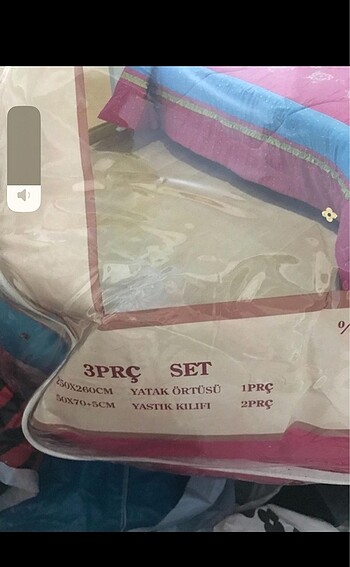 3PRÇ SET
250X260CM YATAK ÖRTÜSÜ 1PRÇ
50X70+5CM YASTIK KILIFI 2PRÇ
%